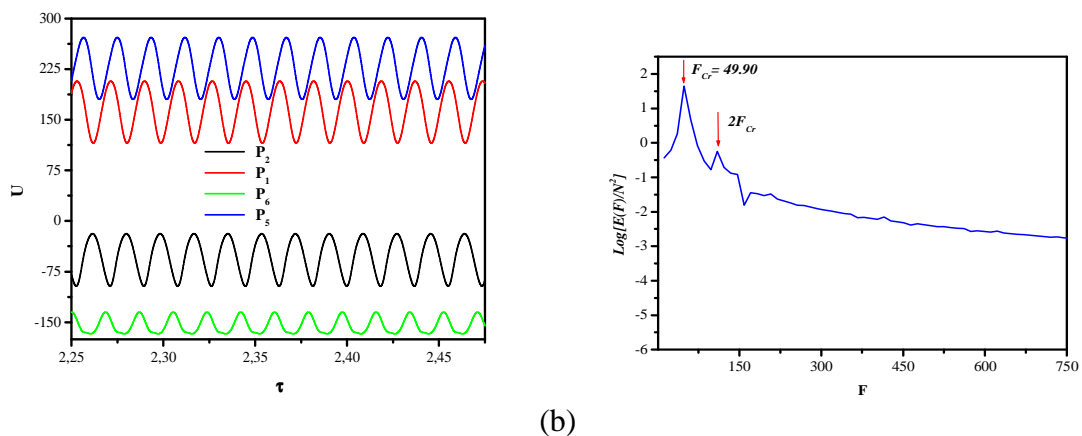 300
225
150
75
0
-75
-150
U
P₂
P₁
P₆
P₅
2,25
2,30
2,35
2,40
2,45
τ
2
1
0
-1
-2
-3
-4
-5
-6
Log[E(F)/N²]
F_Cr= 49.90
2F_Cr
150
300
450
600
750
F
(b)